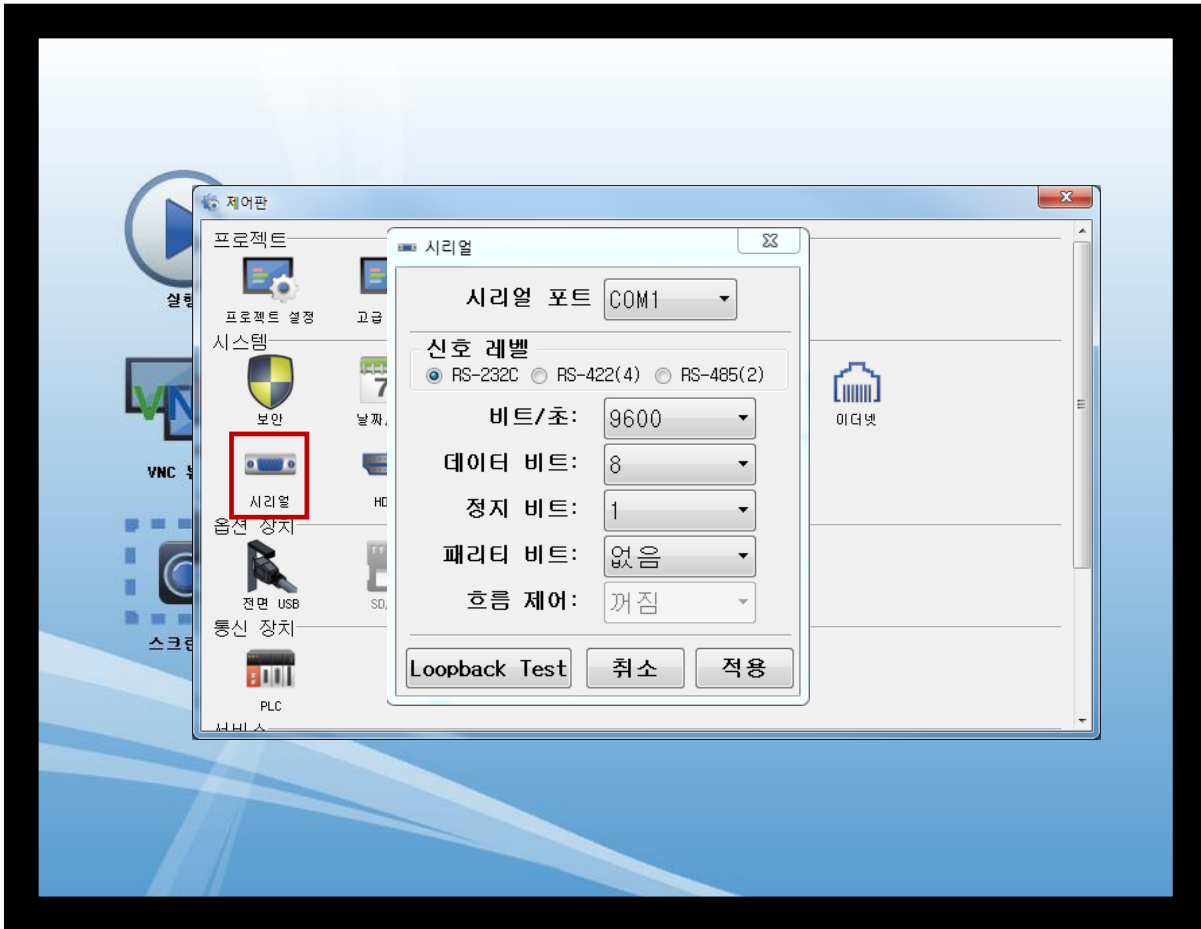 제어판
프로젝트
시리얼
시리얼 포트 COM1
프로젝트 설정
고급
시스템
신호 레벨
RS-232C RS-422(4) RS-485(2)
7
보안
비트/초: 9600
이더넷
VNC
데이터 비트: 8
시리얼
정지 비트: 1
옵션 장치
패리티 비트: 없음
전면 USB
흐름 제어: 꺼짐
통신 장치
Loopback Test 취소 적용
PLC
서비스